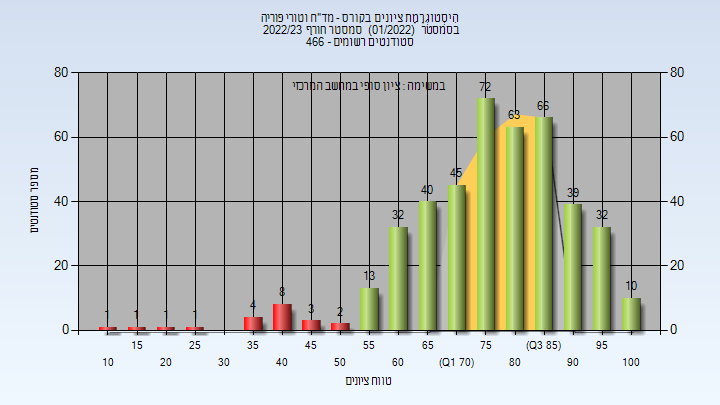 היסטוגרמת ציונים בקורס - מד"ח וטורי פוריה
בסמסטר (01/2022) סמסטר חורף 2022/23
סטודנטים רשומים - 466
במשימה : ציון סופי במחשב המרכזי
80 80
60 60
40 40
20 20
0 0
מספר סטודנטים
1 1 1 1 4 8 3 2 13 32 40 45 72 63 66 39 32 10
15 25 35 45 55 65 75 (Q3 85) 95
10 20 30 40 50 60 (Q1 70) 80 90 100
טווח ציונים